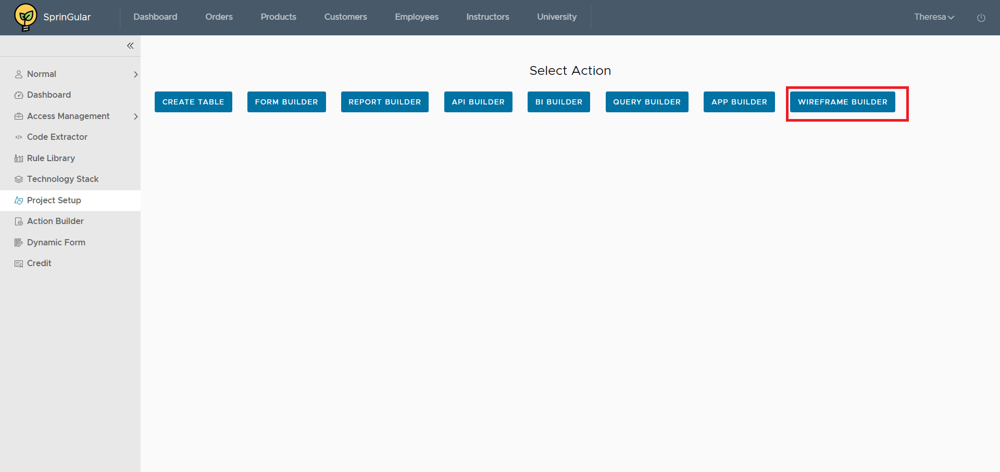 SprinGular
Dashboard Orders Products Customers Employees Instructors University
Theresa
Normal
Dashboard
Access Management
Code Extractor
Rule Library
Technology Stack
Project Setup
Action Builder
Dynamic Form
Credit
Select Action
CREATE TABLE FORM BUILDER REPORT BUILDER API BUILDER BI BUILDER QUERY BUILDER APP BUILDER WIREFRAME BUILDER